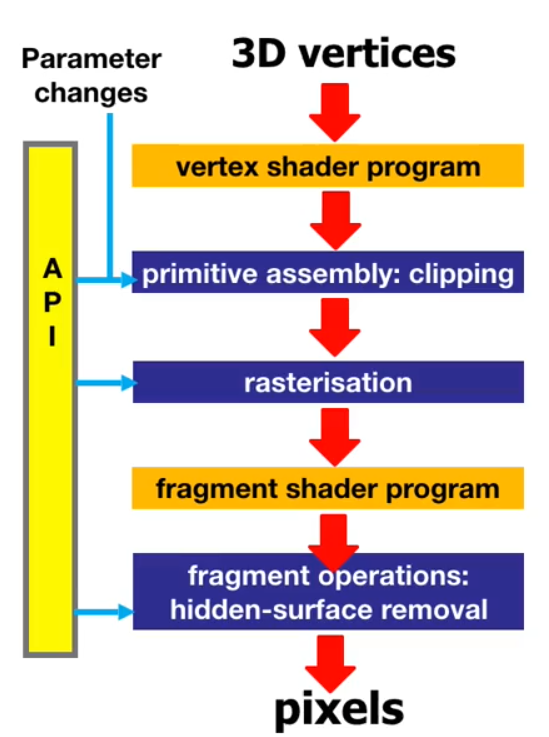 Parameter
changes
3D vertices
vertex shader program
A
P
I
primitive assembly: clipping
rasterisation
fragment shader program
fragment operations:
hidden-surface removal
pixels